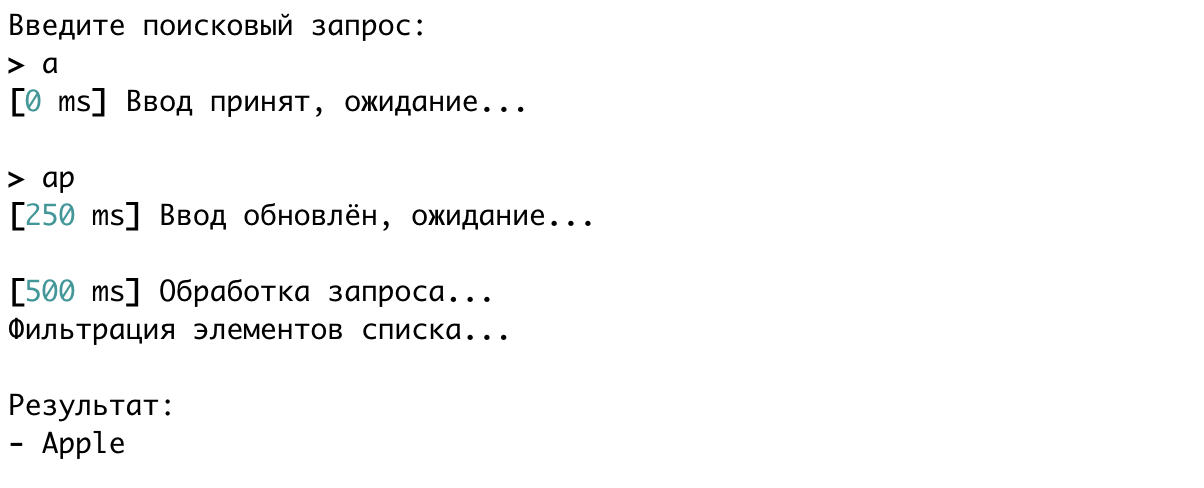 Введите поисковый запрос:
> a
[0 ms] Ввод принят, ожидание...
> ap
[250 ms] Ввод обновлён, ожидание...
[500 ms] Обработка запроса...
Фильтрация элементов списка...
Результат:
- Apple